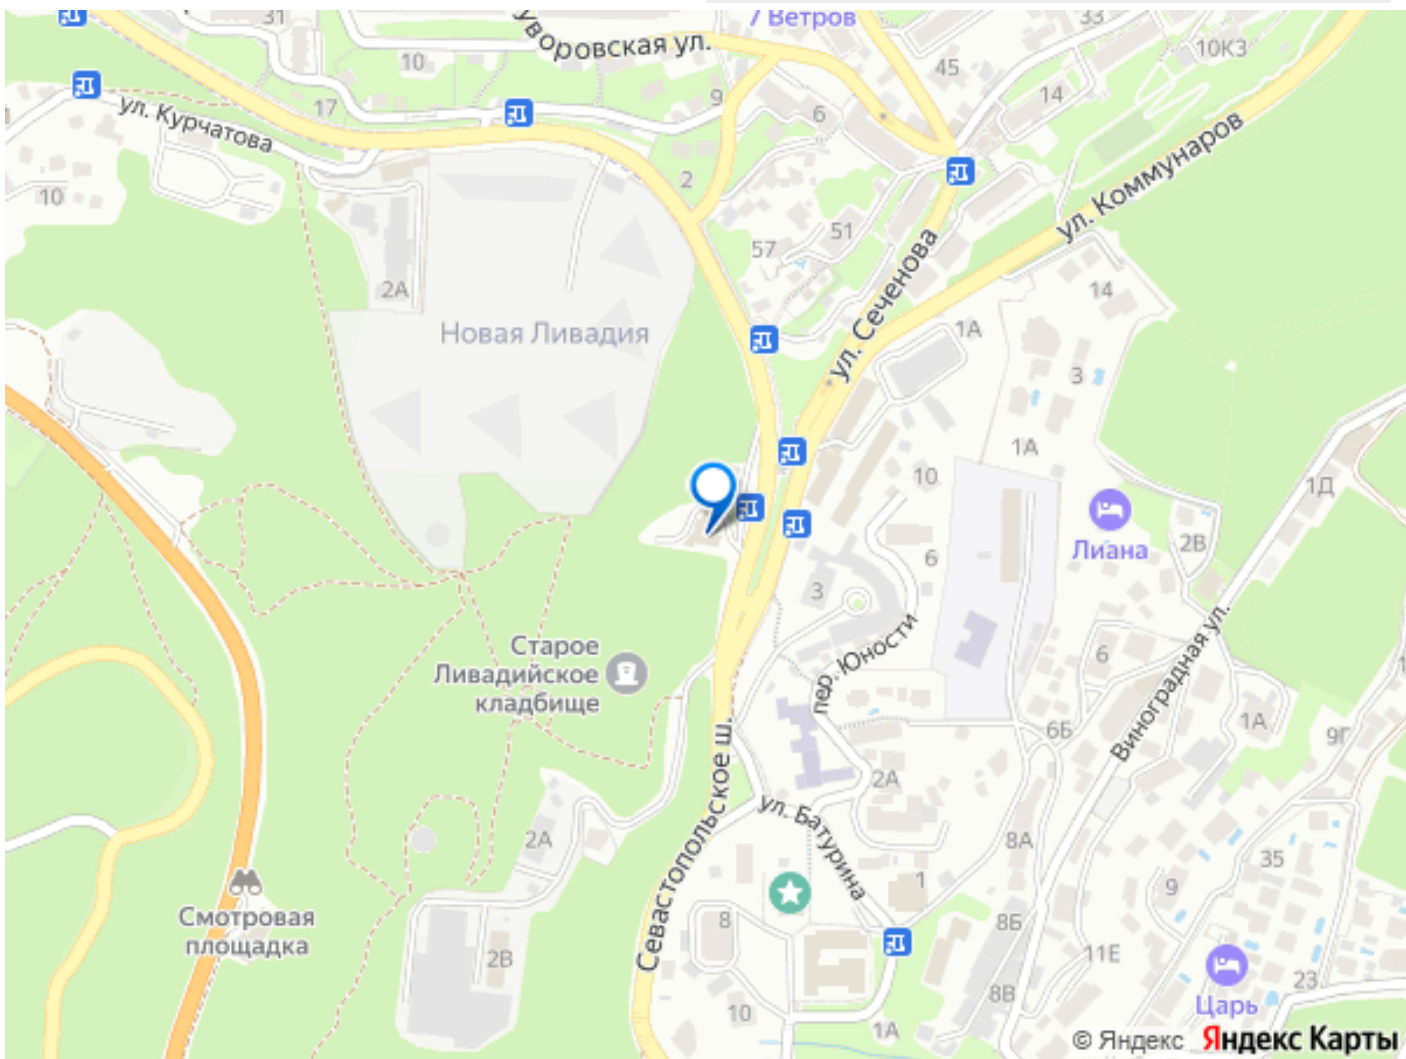 31
7 Ветров
33
уворовская ул.
10
45
10К3
9
14
17
6
ул. Курчатова
ул. Коммунаров
10
2
51
57
2А
14
ул. Сеченова
Новая Ливадия
1А
3
1А
10
1Д
Лиана
2В
6
3
Старое
Ливадийское
кладбище
пер. Юности
6
Виноградная ул.
6Б
1А
9Г
Севастопольское ш.
2А
ул. Батурина
2А
8А
35
1
9
Смотровая
площадка
8
8Б
2В
11Е
23
8В
Царь
10
1А
© Яндекс Яндекс Карты